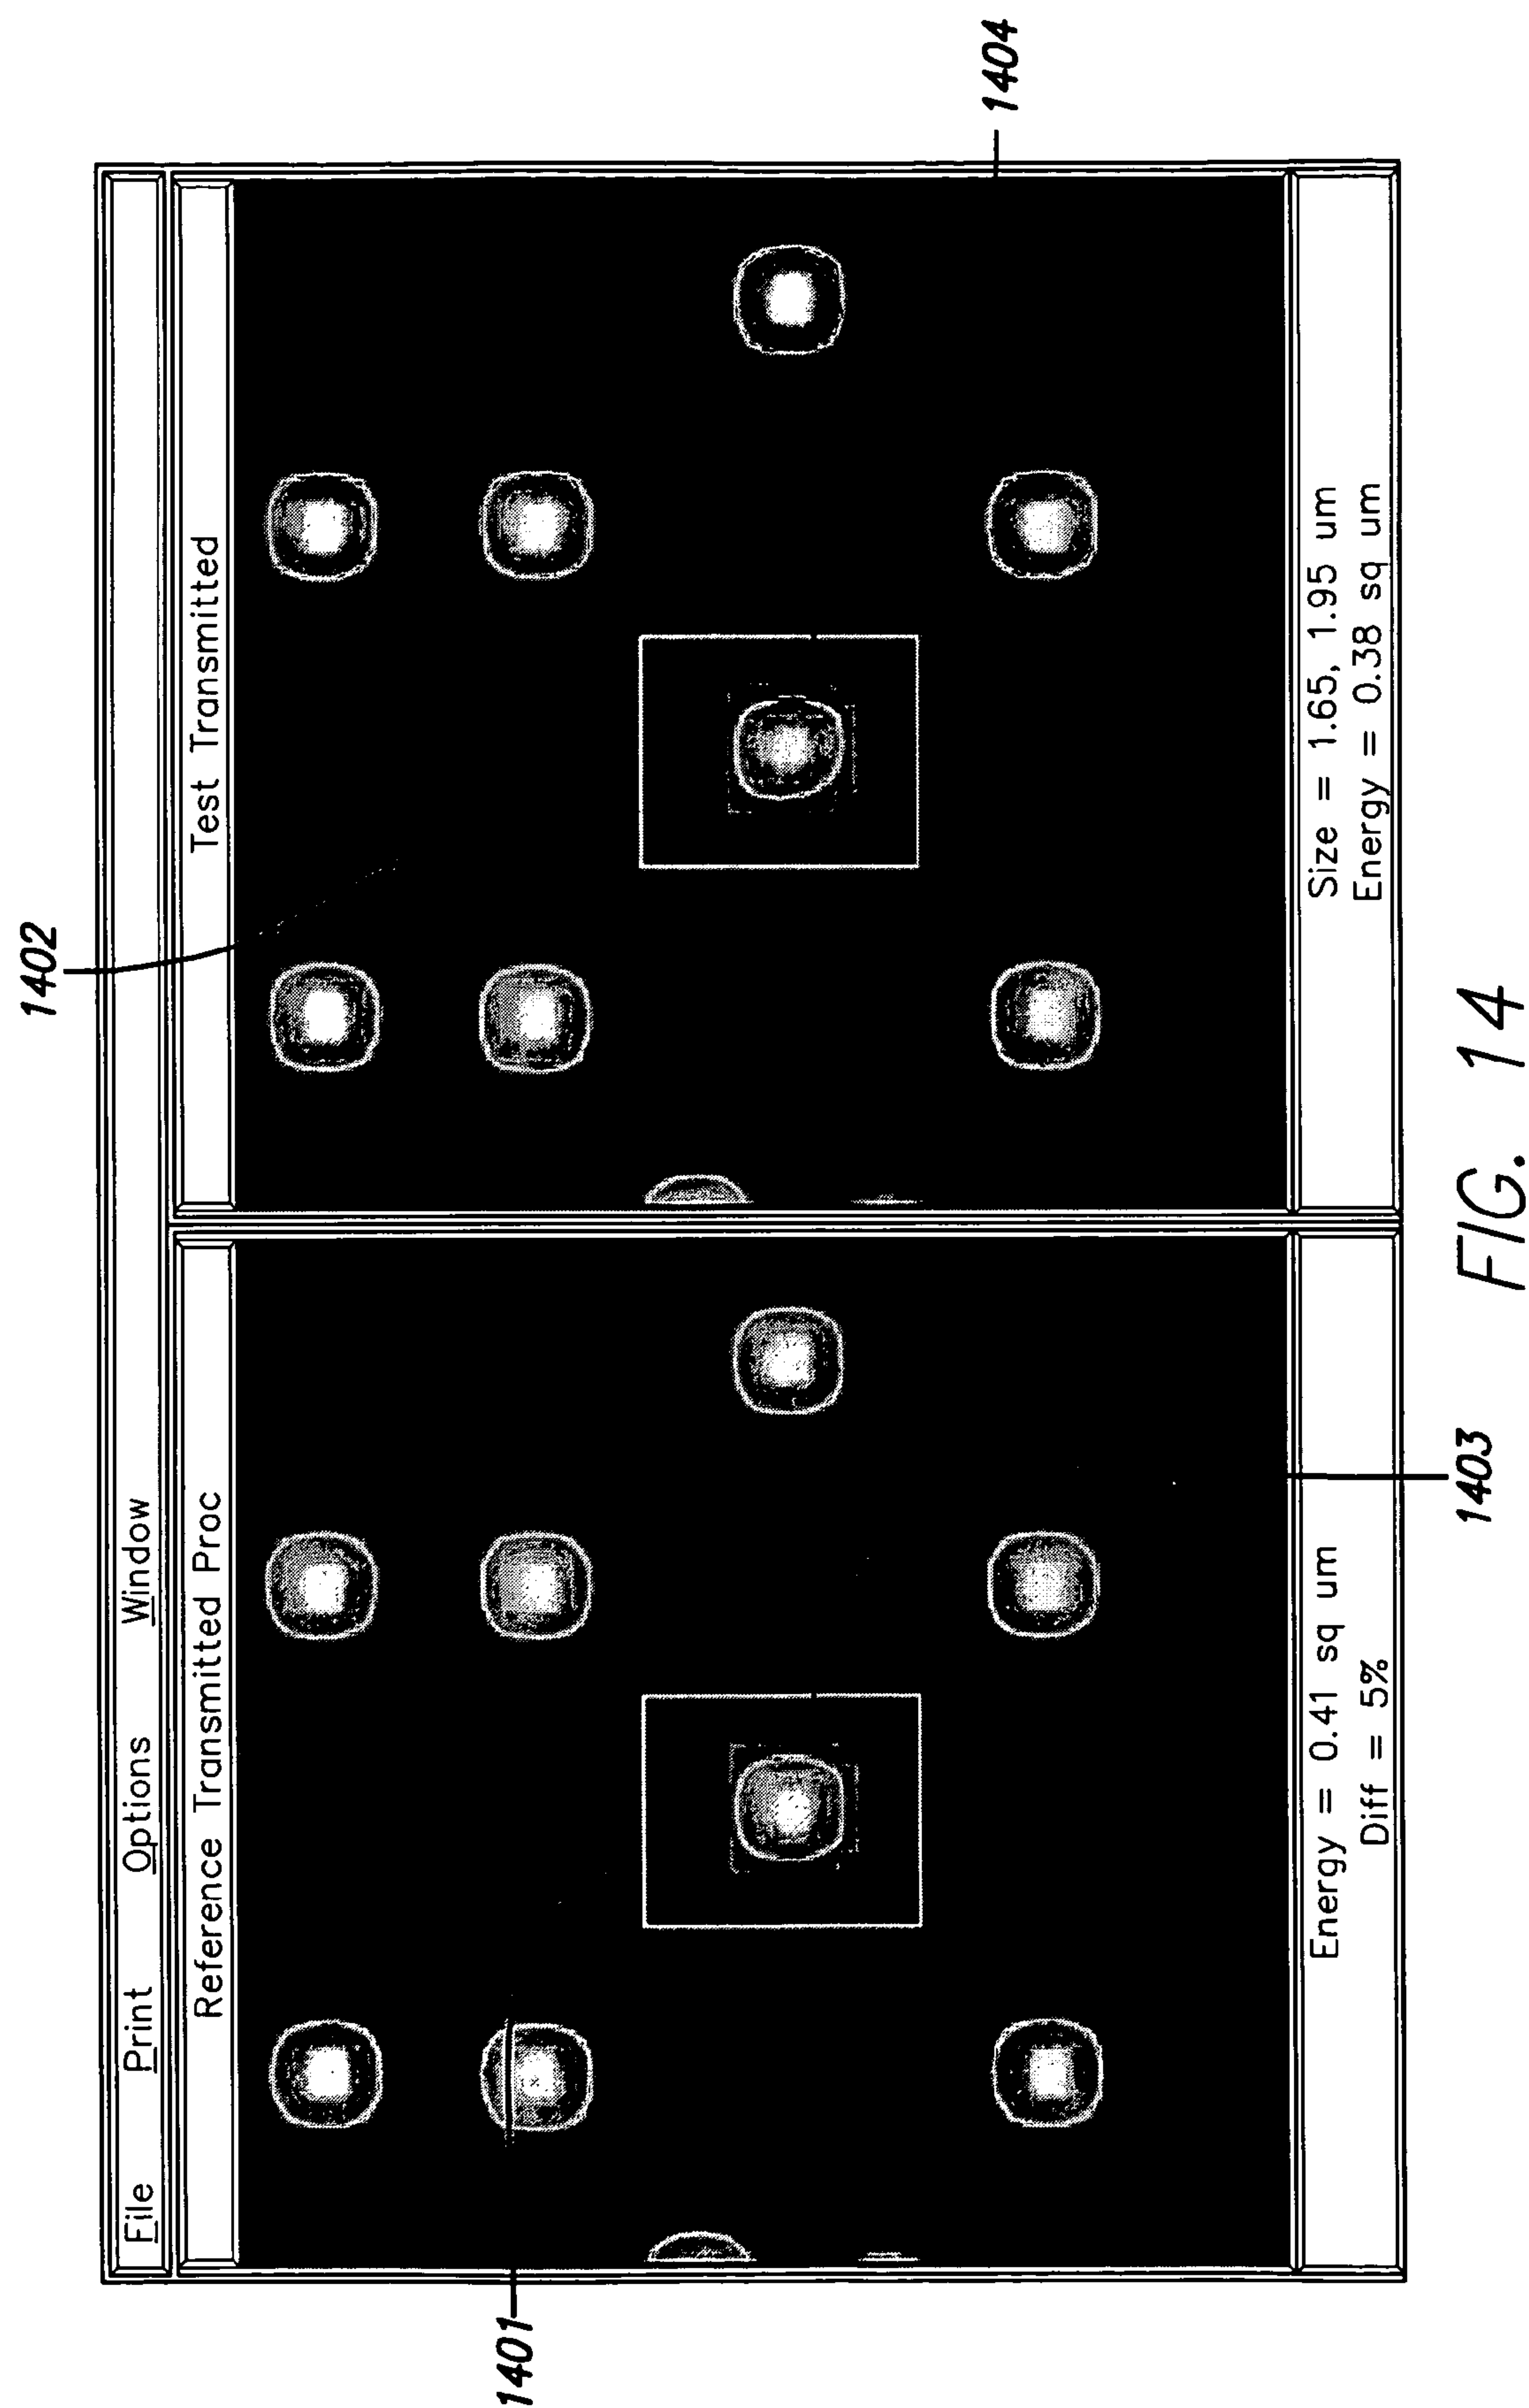 1402
File Print Options Window
Reference Transmitted Proc
Test Transmitted
1401
1404
Energy = 0.41 sq um
Diff = 5%
Size = 1.65, 1.95 um
Energy = 0.38 sq um
1403
FIG. 14